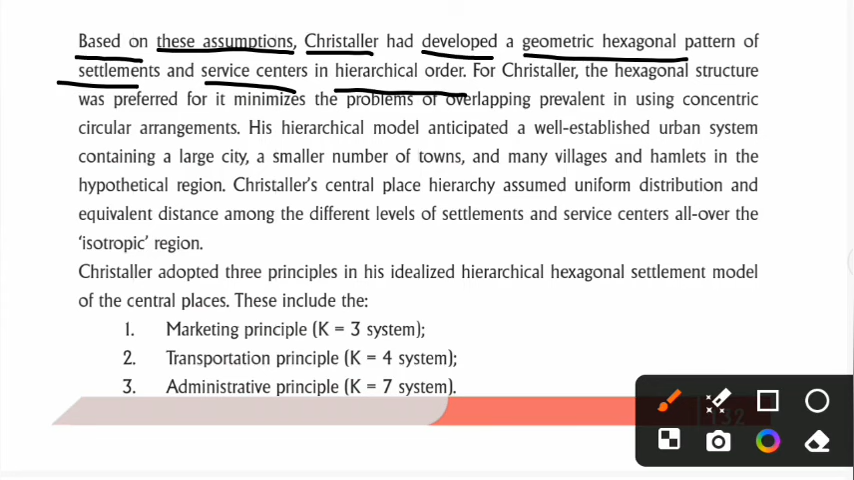 Based on these assumptions, Christaller had developed a geometric hexagonal pattern of
settlements and service centers in hierarchical order. For Christaller, the hexagonal structure
was preferred for it minimizes the problems of overlapping prevalent in using concentric
circular arrangements. His hierarchical model anticipated a well-established urban system
containing a large city, a smaller number of towns, and many villages and hamlets in the
hypothetical region. Christaller's central place hierarchy assumed uniform distribution and
equivalent distance among the different levels of settlements and service centers all-over the
'isotropic' region.
Christaller adopted three principles in his idealized hierarchical hexagonal settlement model
of the central places. These include the:
1. Marketing principle (K = 3 system);
2. Transportation principle (K = 4 system);
3. Administrative principle (K = 7 system).
132